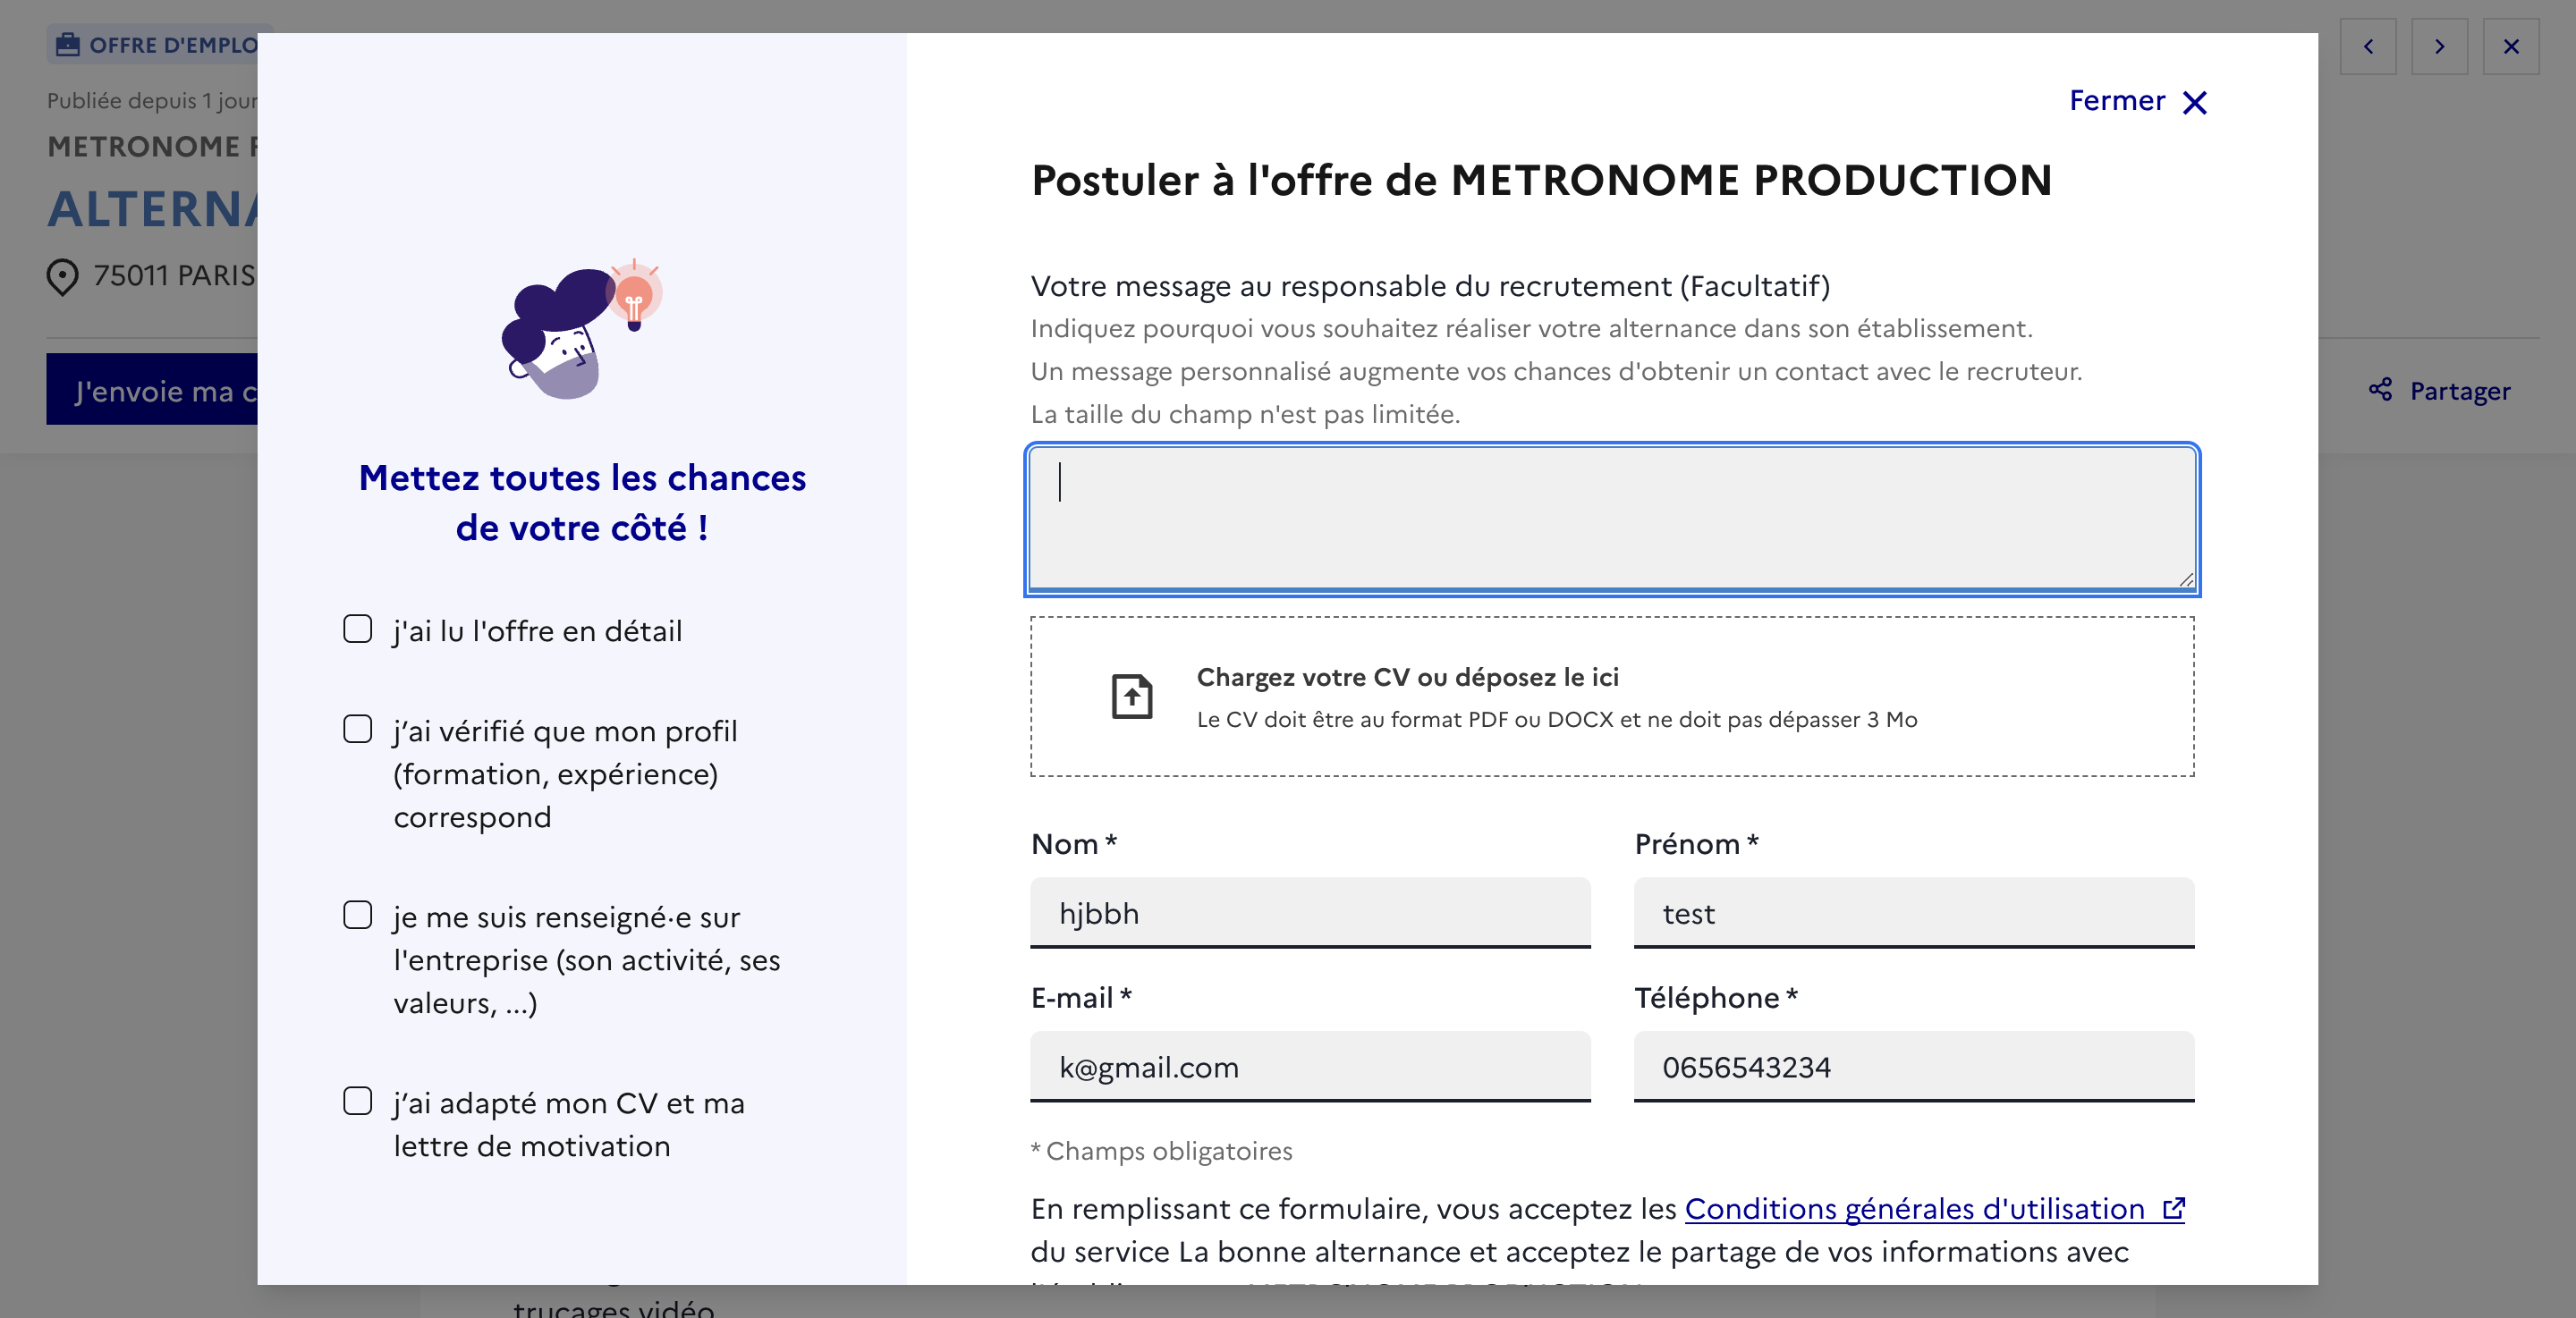 OFFRE D'EMPLO
Publiée depuis 1 jour
METRONOME
ALTERNA
75011 PARIS
J'envoie ma c
Partager
Mettez toutes les chances
de votre côté !
j'ai lu l'offre en détail
j’ai vérifié que mon profil
(formation, expérience)
correspond
je me suis renseigné·e sur
l'entreprise (son activité, ses
valeurs, ...)
j’ai adapté mon CV et ma
lettre de motivation
Fermer
Postuler à l'offre de METRONOME PRODUCTION
Votre message au responsable du recrutement (Facultatif)
Indiquez pourquoi vous souhaitez réaliser votre alternance dans son établissement.
Un message personnalisé augmente vos chances d'obtenir un contact avec le recruteur.
La taille du champ n'est pas limitée.
Chargez votre CV ou déposez le ici
Le CV doit être au format PDF ou DOCX et ne doit pas dépasser 3 Mo
Nom * Prénom *
hjbbh test
E-mail * Téléphone *
k@gmail.com 0656543234
* Champs obligatoires
En remplissant ce formulaire, vous acceptez les Conditions générales d'utilisation
du service La bonne alternance et acceptez le partage de vos informations avec
trucages vidéo